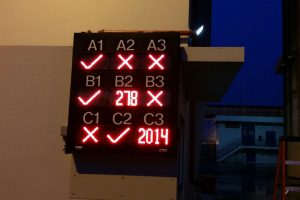 A1 A2 A3
✓ ✗ ✗
B1 B2 B3
✓ 278 ✗
C1 C2 C3
✗ ✓ 2014